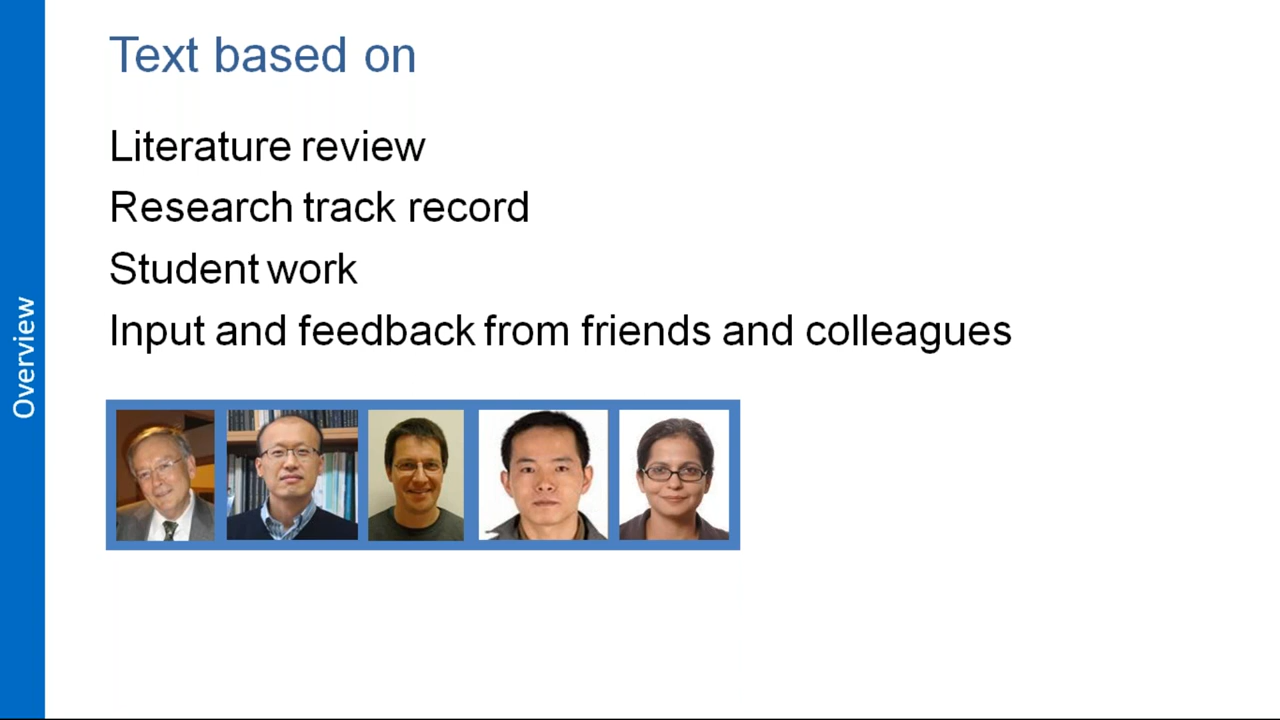 Text based on
Literature review
Research track record
Student work
Input and feedback from friends and colleagues
Overview